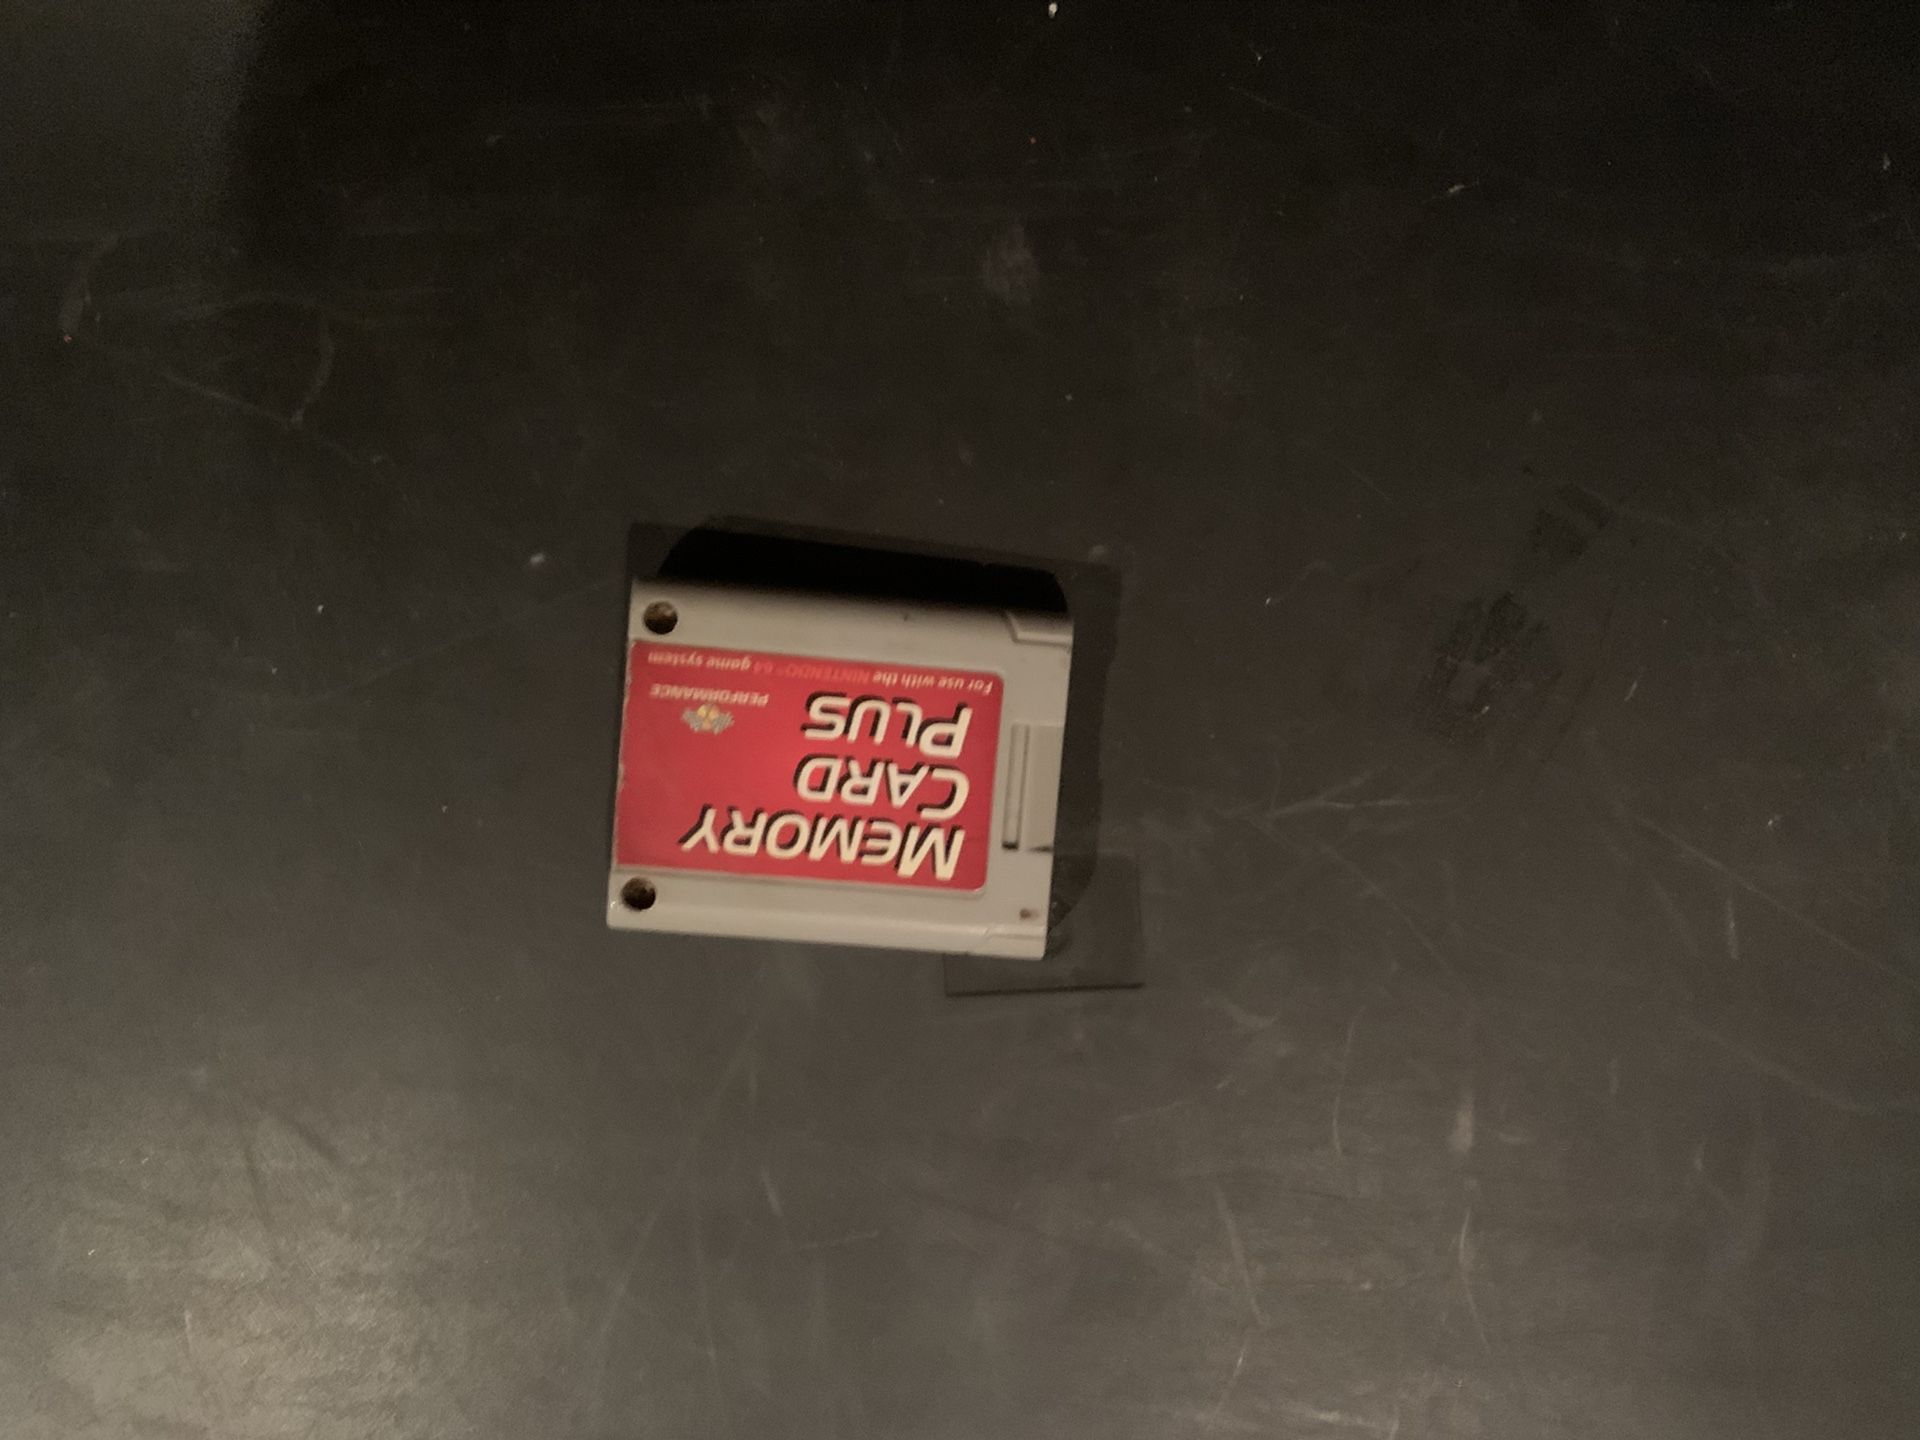 MEMORY
CARD
PLUS
PERFORMANCE
For use with the NINTENDO® 64 game system